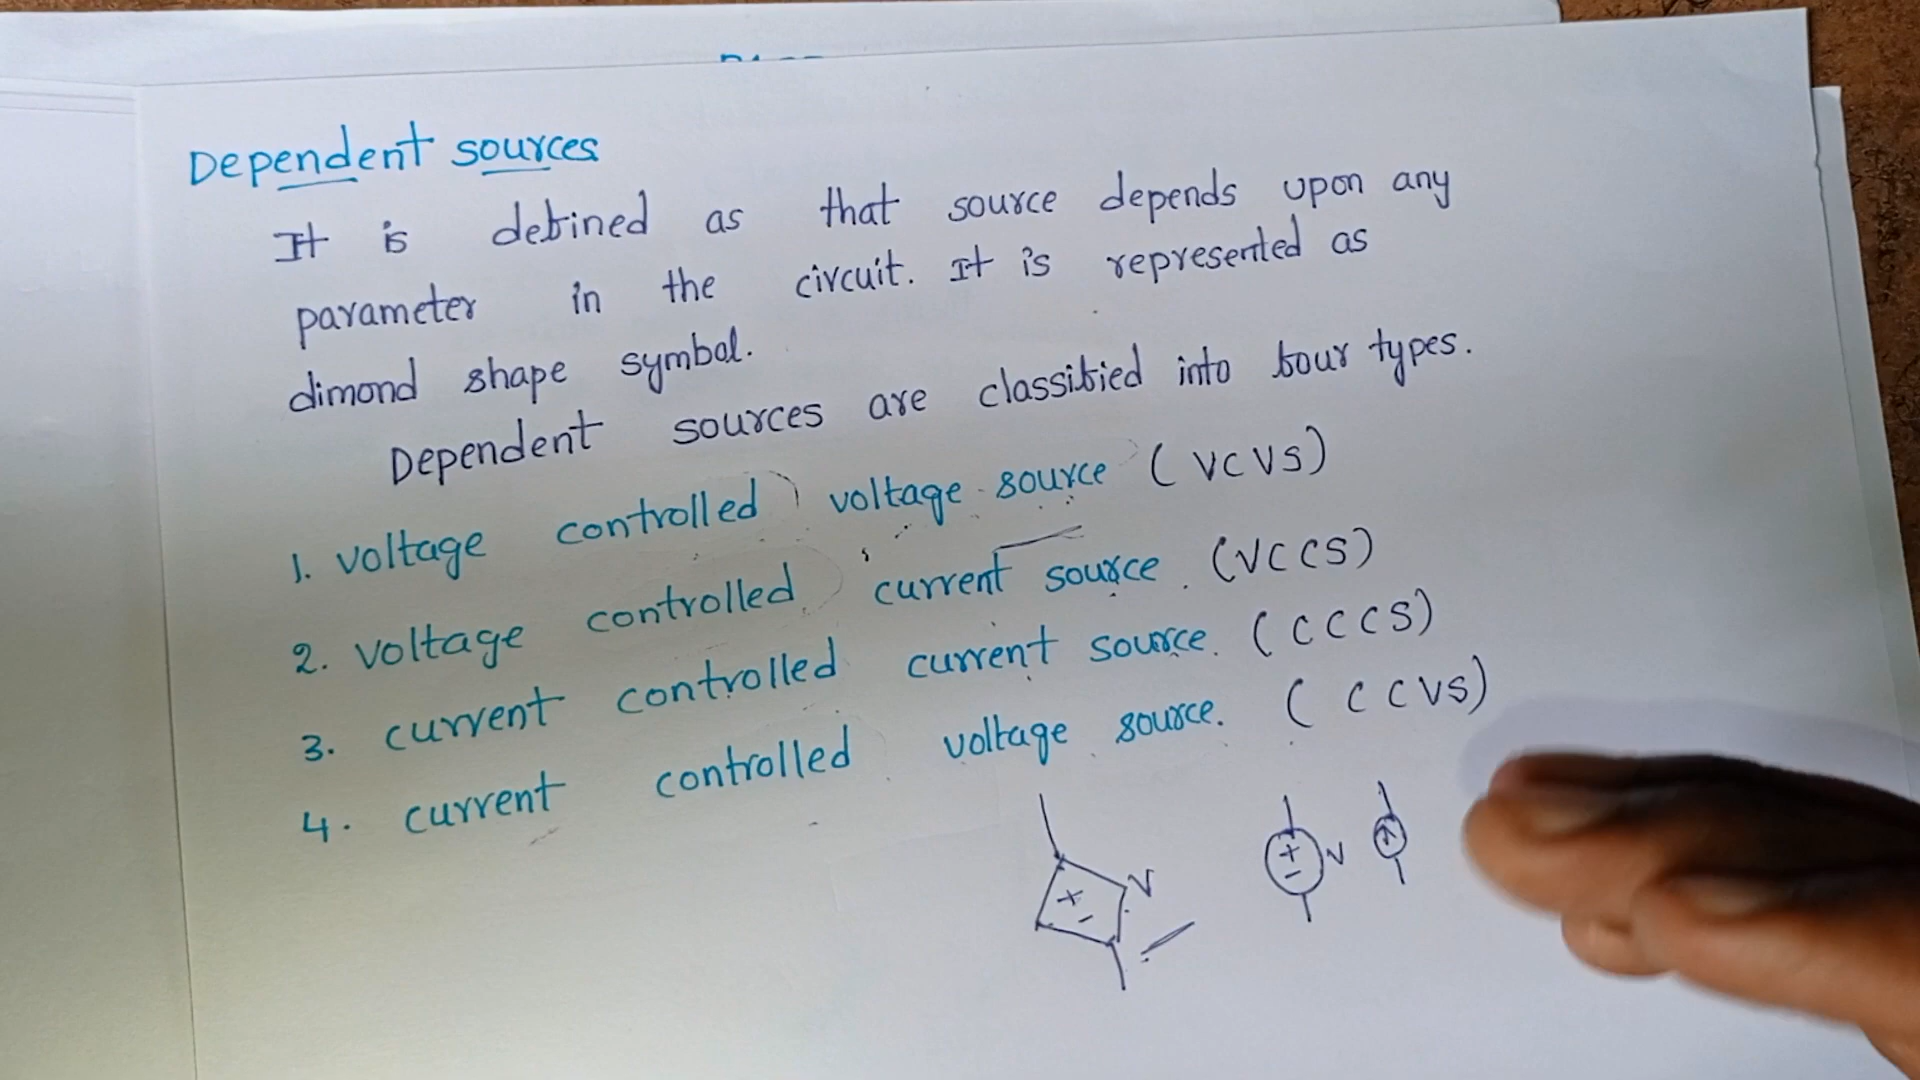 Dependent sources
It is defined as that source depends upon any
parameter in the circuit. It is represented as
dimond shape symbol.
Dependent sources are classified into four types.
1. voltage controlled voltage source (VCVS)
2. voltage controlled current source. (VCCS)
3. current controlled current source. (CCCS)
4. current controlled voltage source. (CCVS)
+ - V + - V